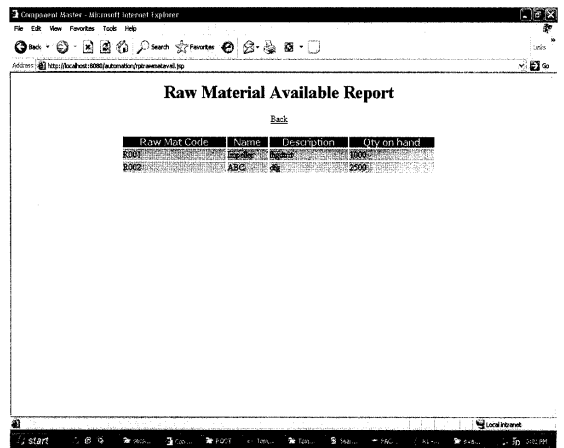 Component Master - Microsoft Internet Explorer
File Edit View Favorites Tools Help
Back Search Favorites Links
Address http://localhost:8080/automation/rptrawmatavail.jsp Go
Raw Material Available Report
Back
Raw Mat Code Name Description Qty on hand
R001 1000
R002 ABC 2500
Local intranet
start